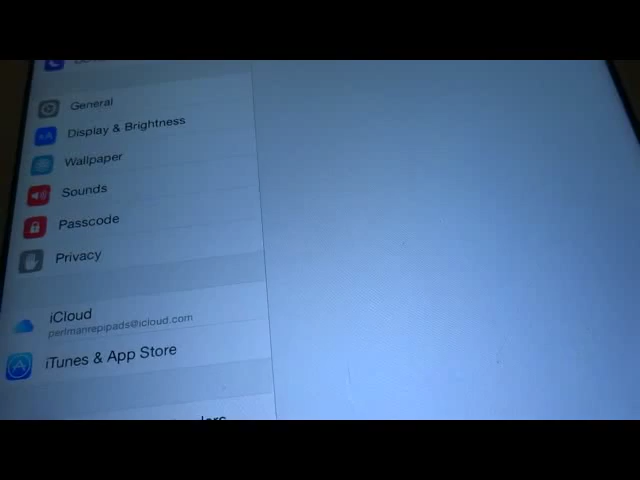 General
Display & Brightness
Wallpaper
Sounds
Passcode
Privacy
iCloud
perlmanrepipads@icloud.com
iTunes & App Store